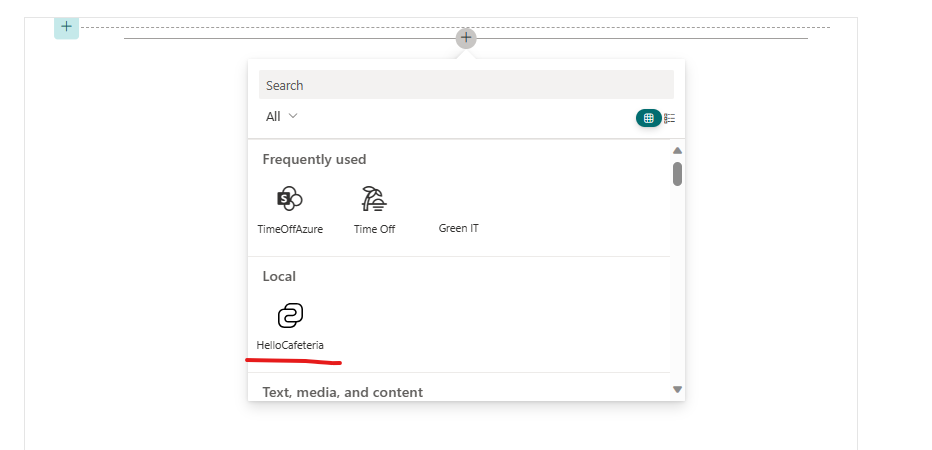 Search
All
Frequently used
TimeOffAzure
Time Off
Green IT
Local
HelloCafeteria
Text, media, and content